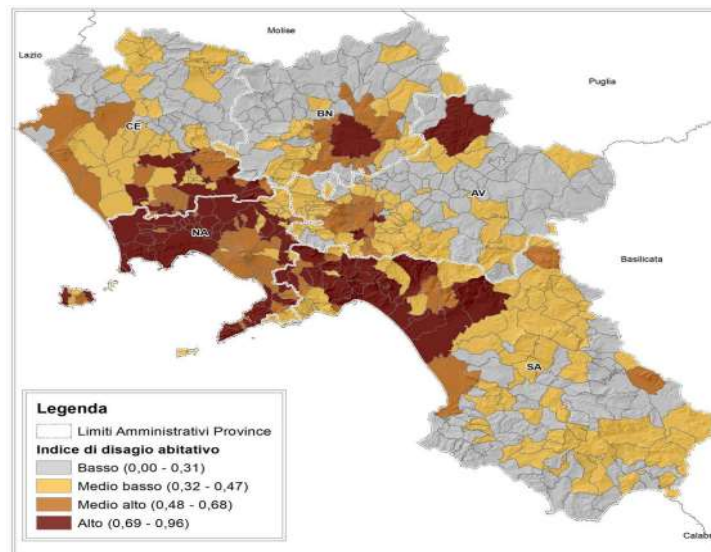 Molise
Lazio
Puglia
BN
CE
AV
NA
Basilicata
SA
Legenda
Limiti Amministrativi Province
Indice di disagio abitativo
Basso (0,00 - 0,31)
Medio basso (0,32 - 0,47)
Medio alto (0,48 - 0,68)
Alto (0,69 - 0,96)
Calab